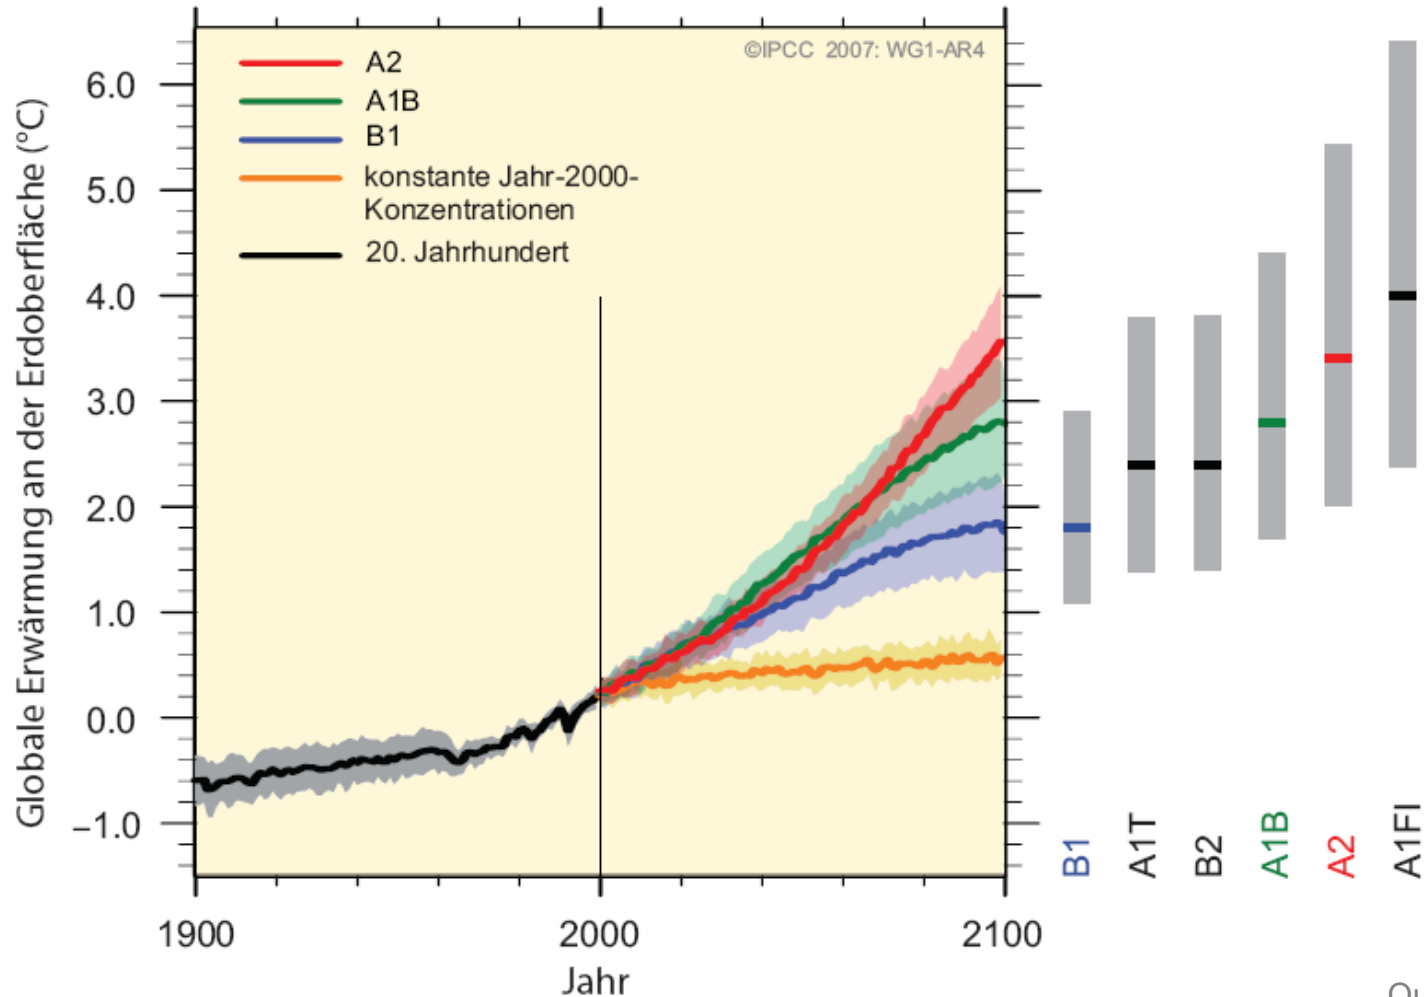 ©IPCC 2007: WG1-AR4
A2
A1B
B1
konstante Jahr-2000-
Konzentrationen
20. Jahrhundert
Globale Erwärmung an der Erdoberfläche (°C)
6.0
5.0
4.0
3.0
2.0
1.0
0.0
−1.0
1900
2000
2100
Jahr
B1
A1T
B2
A1B
A2
A1FI